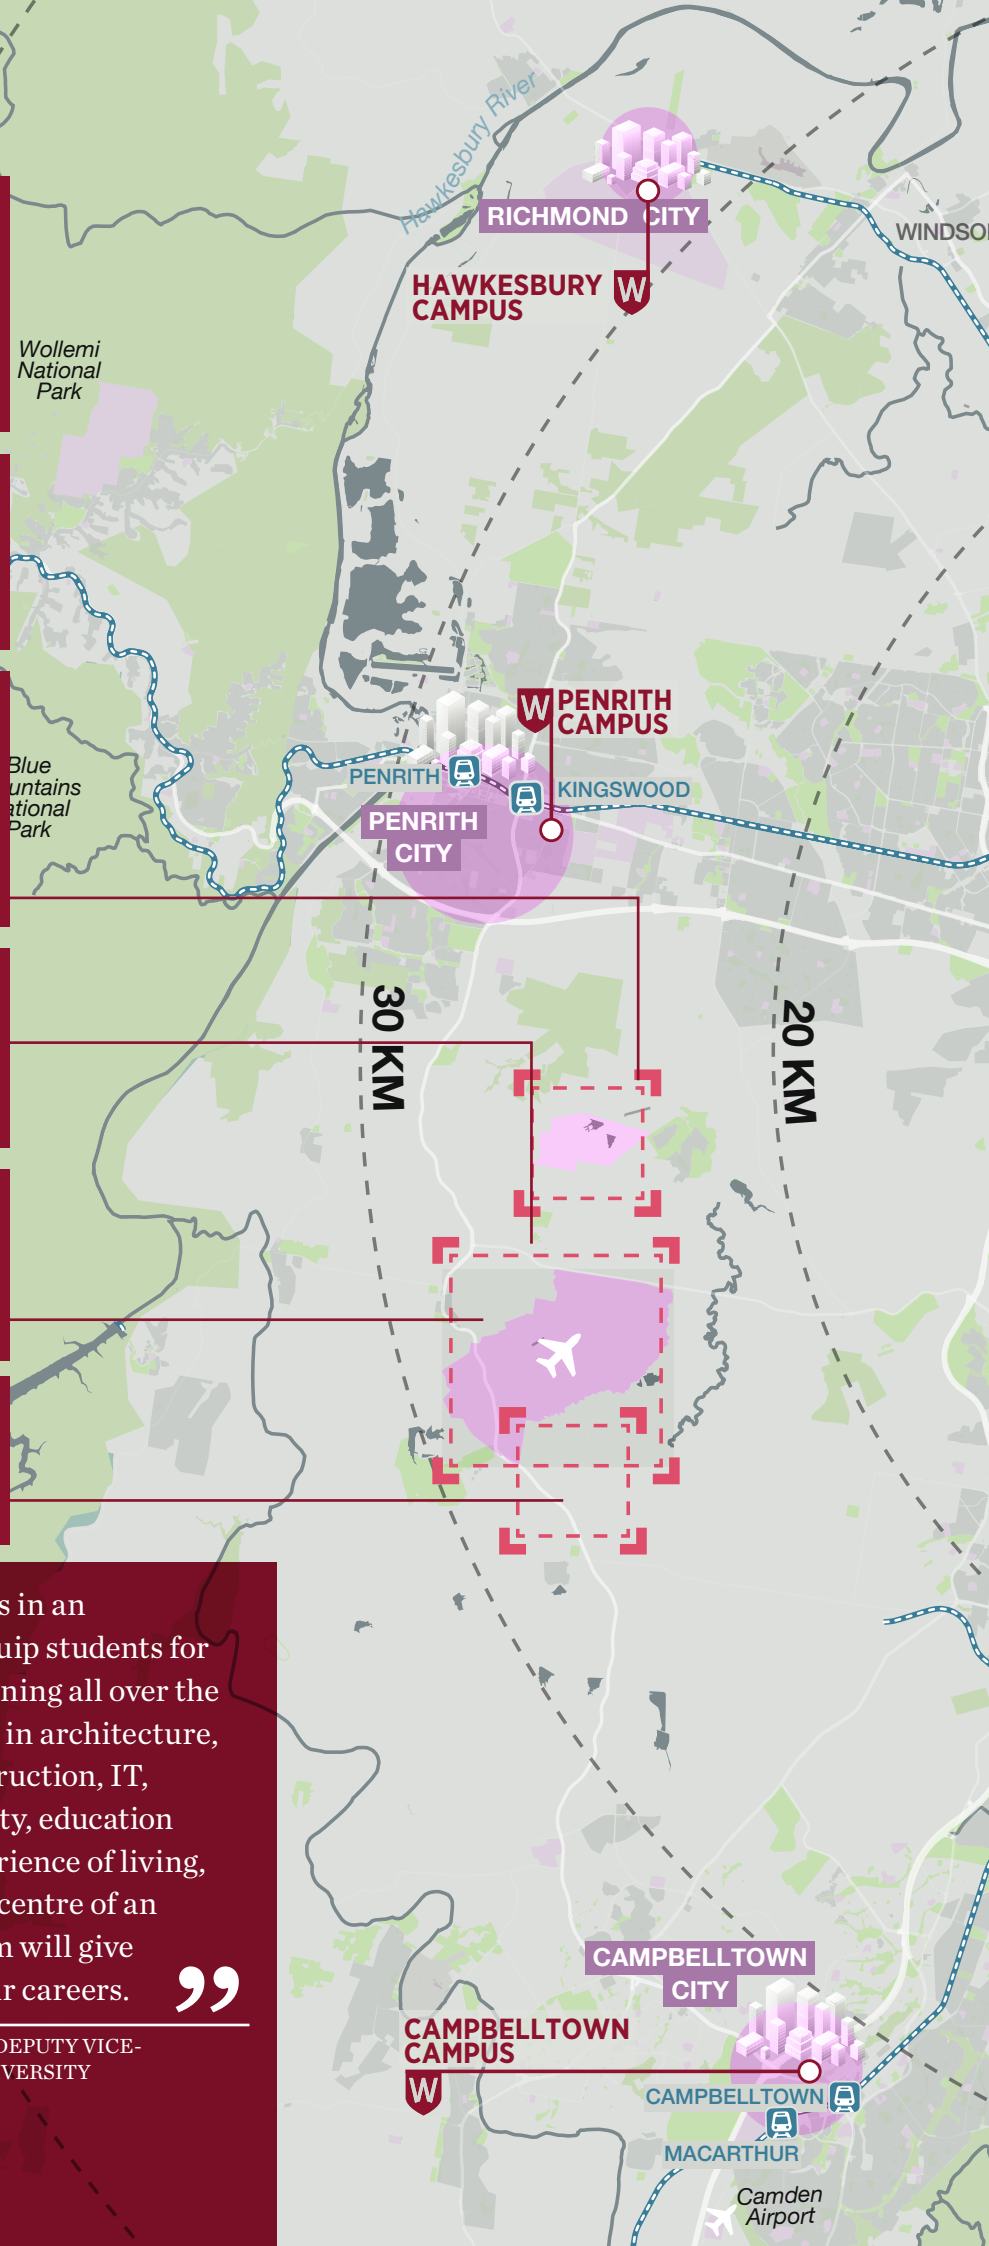 Hawkesbury River
RICHMOND CITY
WINDSO
HAWKESBURY
CAMPUS
W
Wollemi
National
Park
W
PENRITH
CAMPUS
PENRITH
KINGSWOOD
PENRITH
CITY
Blue
untains
ational
Park
30 KM
20 KM
s in an
uip students for
ning all over the
in architecture,
ruction, IT,
ty, education
rience of living,
centre of an
m will give
ir careers.
”
DEPUTY VICE-
VERSITY
CAMPBELLTOWN
CITY
CAMPBELLTOWN
CAMPUS
W
CAMPBELLTOWN
MACARTHUR
Camden
Airport